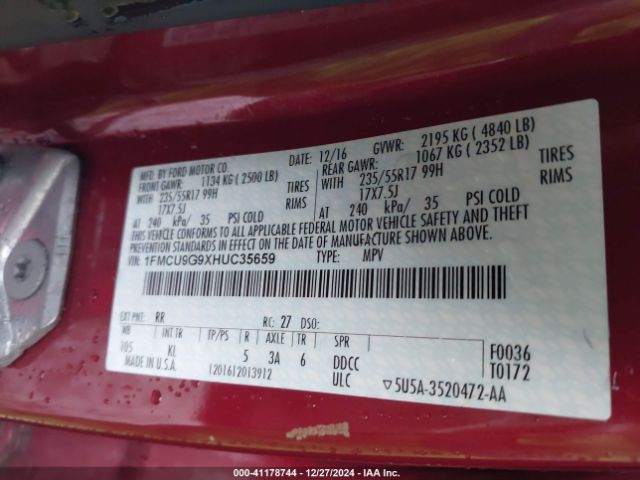 MFD. BY FORD MOTOR CO.
DATE: 12/16 GVWR: 2195 KG ( 4840 LB)
FRONT GAWR: 1134 KG ( 2500 LB) REAR GAWR: 1067 KG ( 2352 LB)
WITH 235/55R17 99H TIRES WITH 235/55R17 99H TIRES
17X7.5J RIMS 17X7.5J RIMS
AT 240 kPa/ 35 PSI COLD AT 240 kPa/ 35 PSI COLD
THIS VEHICLE CONFORMS TO ALL APPLICABLE FEDERAL MOTOR VEHICLE SAFETY AND THEFT
PREVENTION STANDARDS IN EFFECT ON THE DATE OF MANUFACTURE SHOWN ABOVE.
VIN: 1FMCU9G9XHUC35659 TYPE: MPV
EXT PNT: RR RC: 27 DSO:
WB INT TR TP/PS R AXLE TR SPR F0036
105 KL 5 3A 6 DDCC T0172
MADE IN U.S.A. 1201612013912 ULC ▽5U5A-3520472-AA
000-41178744 - 12/27/2024 - IAA Inc.